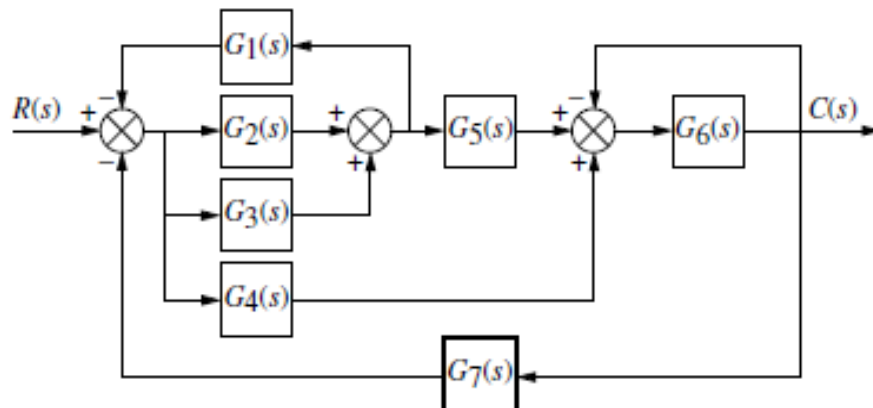 G1(s)
R(s) + − −
G2(s)
+ +
G5(s)
+ − +
G6(s)
C(s)
G3(s)
G4(s)
G7(s)